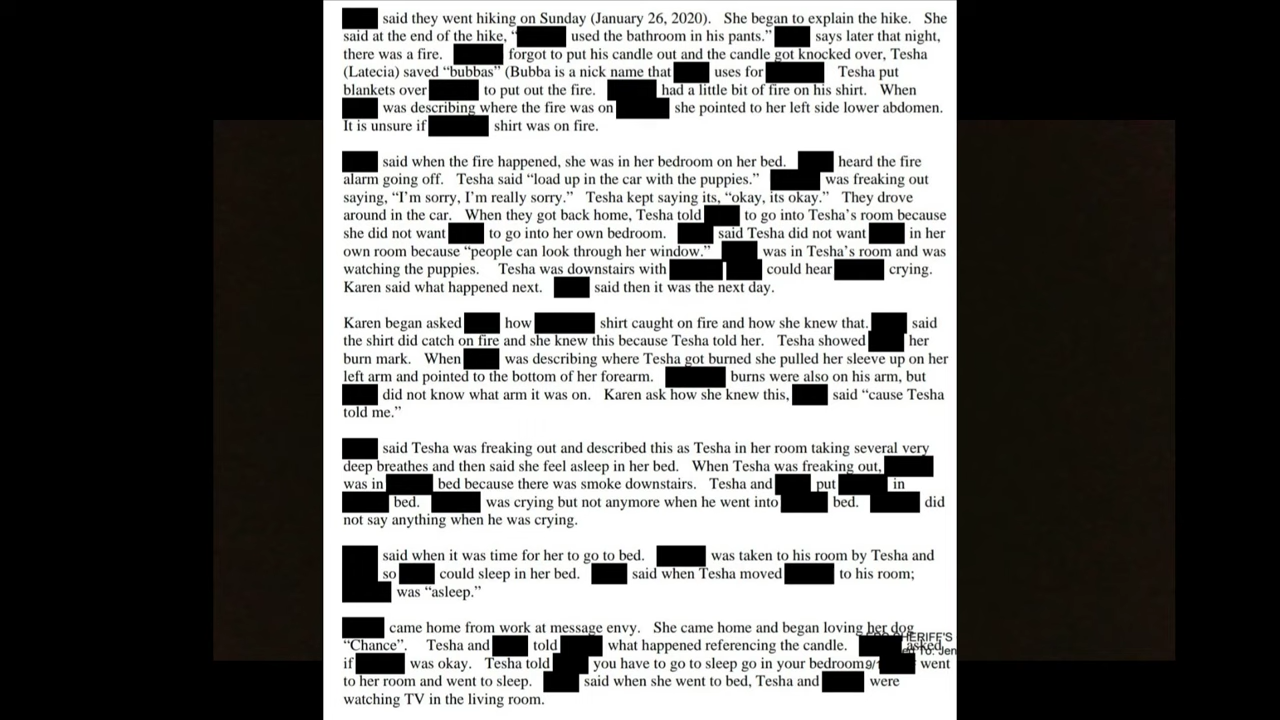 said they went hiking on Sunday (January 26, 2020). She began to explain the hike. She
said at the end of the hike, “ used the bathroom in his pants.” says later that night,
there was a fire. forgot to put his candle out and the candle got knocked over, Tesha
(Latecia) saved “bubbas” (Bubba is a nick name that uses for Tesha put
blankets over to put out the fire. had a little bit of fire on his shirt. When
was describing where the fire was on she pointed to her left side lower abdomen.
It is unsure if shirt was on fire.
said when the fire happened, she was in her bedroom on her bed. heard the fire
alarm going off. Tesha said “load up in the car with the puppies.” was freaking out
saying, “I’m sorry, I’m really sorry.” Tesha kept saying its, “okay, its okay.” They drove
around in the car. When they got back home, Tesha told to go into Tesha’s room because
she did not want to go into her own bedroom. said Tesha did not want in her
own room because “people can look through her window.” was in Tesha’s room and was
watching the puppies. Tesha was downstairs with could hear crying.
Karen said what happened next. said then it was the next day.
Karen began asked how shirt caught on fire and how she knew that. said
the shirt did catch on fire and she knew this because Tesha told her. Tesha showed her
burn mark. When was describing where Tesha got burned she pulled her sleeve up on her
left arm and pointed to the bottom of her forearm. burns were also on his arm, but
did not know what arm it was on. Karen ask how she knew this, said “cause Tesha
told me.”
said Tesha was freaking out and described this as Tesha in her room taking several very
deep breathes and then said she feel asleep in her bed. When Tesha was freaking out,
was in bed because there was smoke downstairs. Tesha and put in
bed. was crying but not anymore when he went into bed. did
not say anything when he was crying.
said when it was time for her to go to bed. was taken to his room by Tesha and
so could sleep in her bed. said when Tesha moved to his room;
was “asleep.”
came home from work at message envy. She came home and began loving her dog
“Chance”. Tesha and told what happened referencing the candle. asked
if was okay. Tesha told you have to go to sleep go in your bedroom went
to her room and went to sleep. said when she went to bed, Tesha and were
watching TV in the living room.
SHERIFF'S
To: Jen
9/